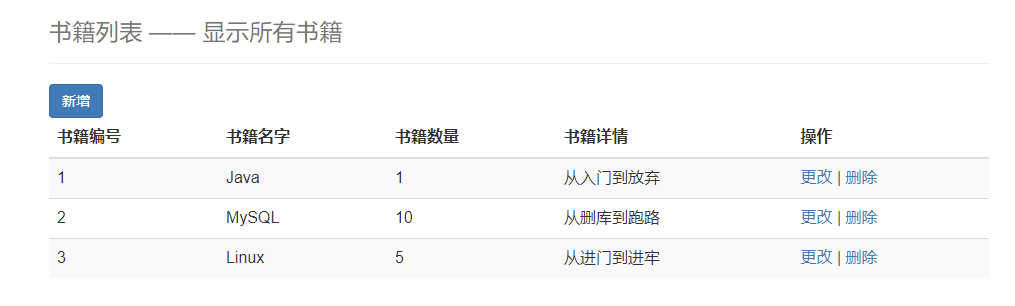 书籍列表 —— 显示所有书籍
新增
书籍编号 书籍名字 书籍数量 书籍详情 操作
1 Java 1 从入门到放弃 更改 | 删除
2 MySQL 10 从删库到跑路 更改 | 删除
3 Linux 5 从进门到进牢 更改 | 删除